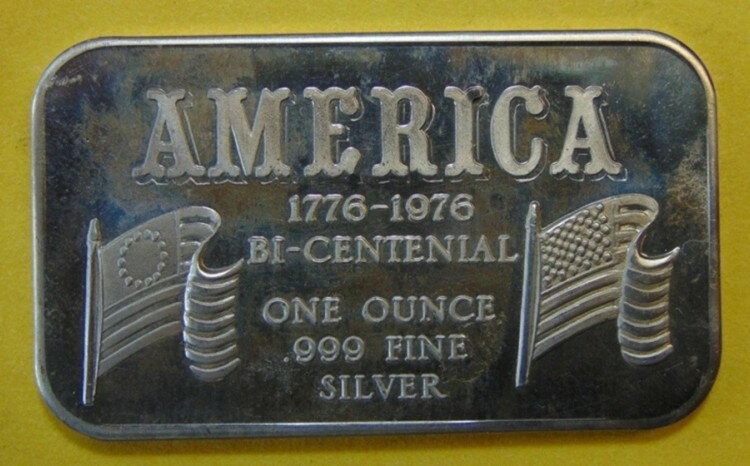 AMERICA
1776-1976
BI-CENTENIAL
ONE OUNCE
.999 FINE
SILVER